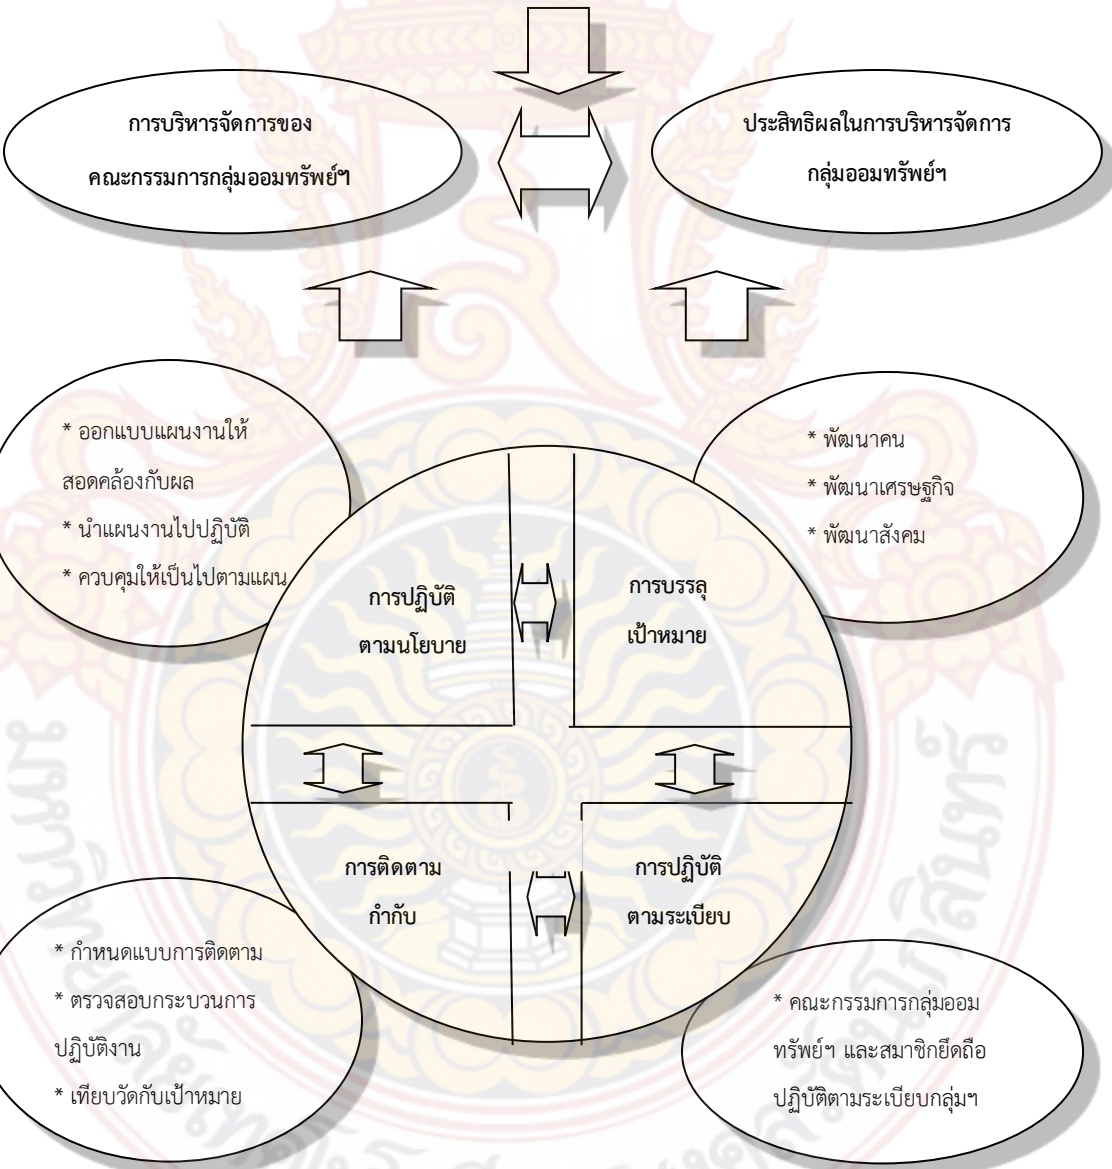 การบริหารจัดการของ
คณะกรรมการกลุ่มออมทรัพย์ฯ
ประสิทธิผลในการบริหารจัดการ
กลุ่มออมทรัพย์ฯ
* ออกแบบแผนงานให้
สอดคล้องกับผล
* นำแผนงานไปปฏิบัติ
* ควบคุมให้เป็นไปตามแผน
* พัฒนาคน
* พัฒนาเศรษฐกิจ
* พัฒนาสังคม
การปฏิบัติ
ตามนโยบาย
การบรรลุ
เป้าหมาย
การติดตาม
กำกับ
การปฏิบัติ
ตามระเบียบ
* กำหนดแบบการติดตาม
* ตรวจสอบกระบวนการ
ปฏิบัติงาน
* เทียบวัดกับเป้าหมาย
* คณะกรรมการกลุ่มออม
ทรัพย์ฯ และสมาชิกยึดถือ
ปฏิบัติตามระเบียบกลุ่มฯ